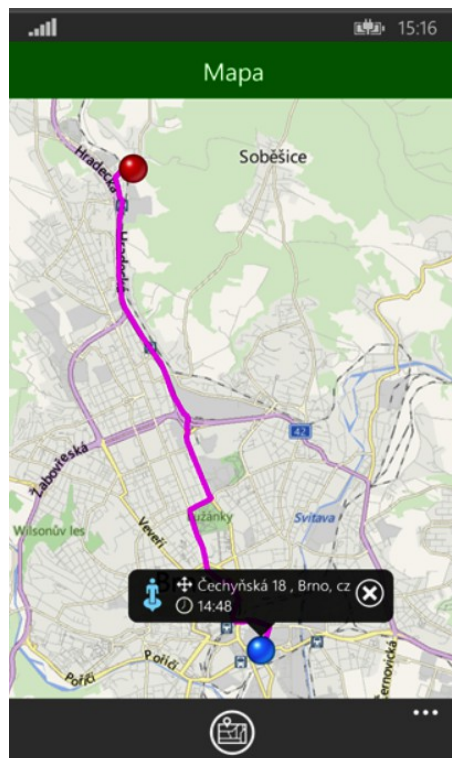 15:16
Mapa
Soběšice
Hradecká
Hradecká
42
Žabovřeská
Lužánky
Svitava
Wilsonův les
Veveří
Čechyňská 18 , Brno, cz
14:48
Poříčí
Poříčí
Černovická